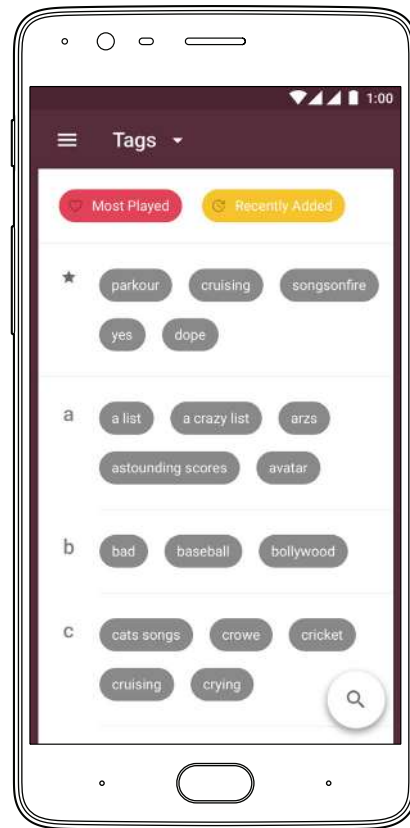 1:00
Tags
Most Played Recently Added
parkour cruising songsonfire
yes dope
a a list a crazy list arzs
astounding scores avatar
b bad baseball bollywood
c cats songs crowe cricket
cruising crying